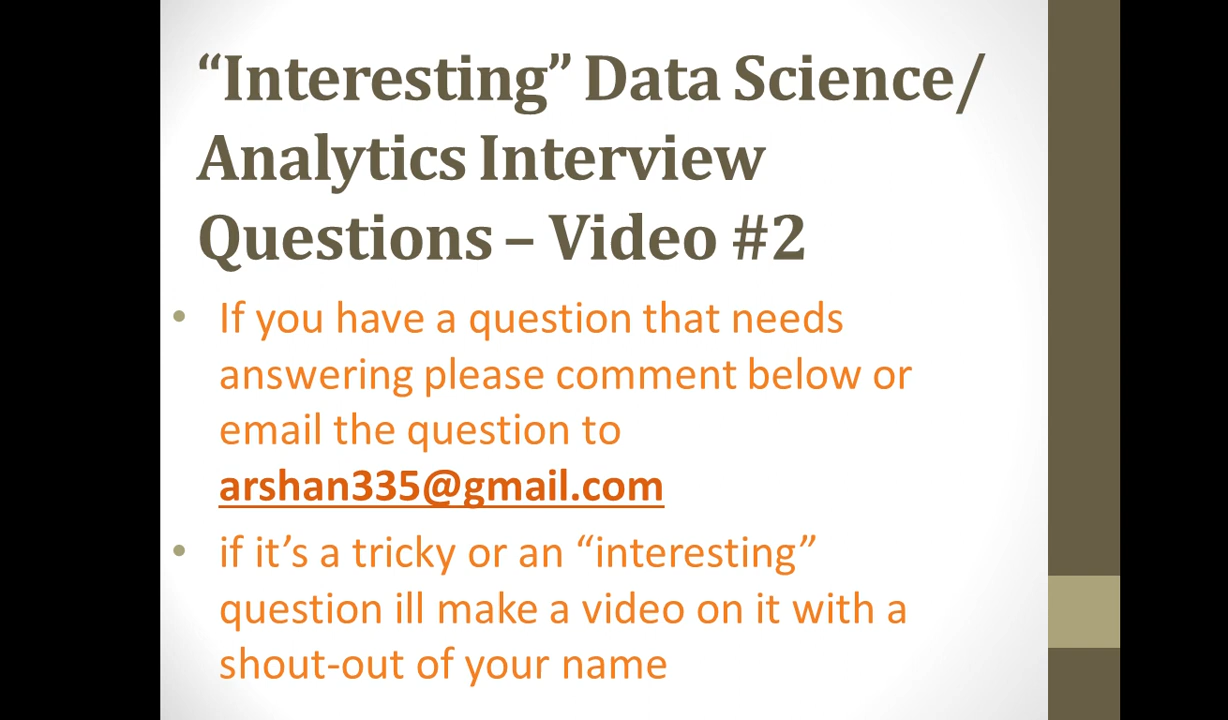 “Interesting” Data Science/
Analytics Interview
Questions – Video #2
• If you have a question that needs
answering please comment below or
email the question to
arshan335@gmail.com
• if it’s a tricky or an “interesting”
question ill make a video on it with a
shout-out of your name